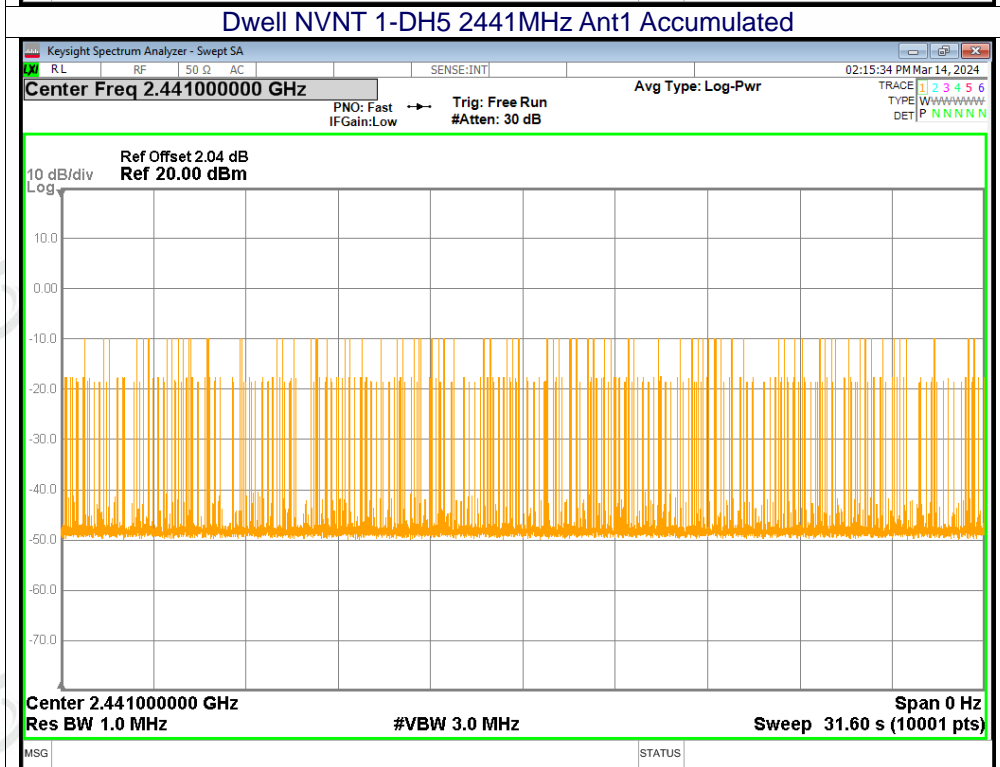 Dwell NVNT 1-DH5 2441MHz Ant1 Accumulated
Keysight Spectrum Analyzer - Swept SA
LXI RL RF 50 Ω AC SENSE:INT 02:15:34 PM Mar 14, 2024
Center Freq 2.441000000 GHz Avg Type: Log-Pwr TRACE 1 2 3 4 5 6
PNO: Fast Trig: Free Run TYPE WWWWWWW
IFGain:Low #Atten: 30 dB DET P N N N N N
Ref Offset 2.04 dB
10 dB/div Ref 20.00 dBm
Log
10.0
0.00
-10.0
-20.0
-30.0
-40.0
-50.0
-60.0
-70.0
Center 2.441000000 GHz Span 0 Hz
Res BW 1.0 MHz #VBW 3.0 MHz Sweep 31.60 s (10001 pts)
MSG STATUS